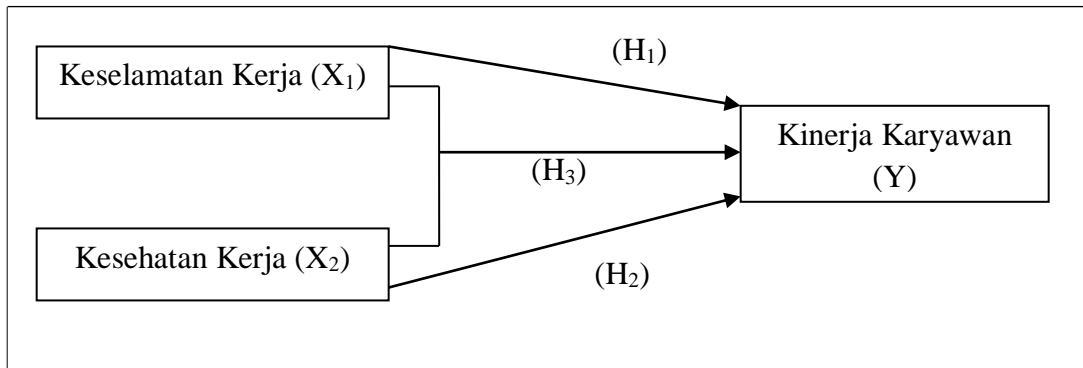 (H₁)
Keselamatan Kerja (X₁)
Kinerja Karyawan
(Y)
(H₃)
Kesehatan Kerja (X₂)
(H₂)